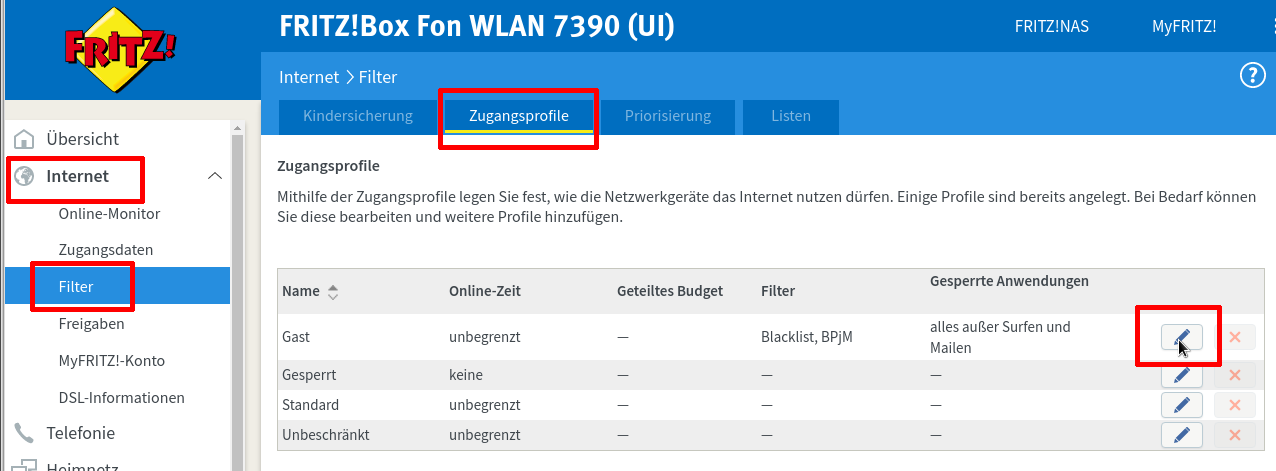 FRITZ!
FRITZ!Box Fon WLAN 7390 (UI)
FRITZ!NAS
MyFRITZ!
Internet > Filter
?
Kindersicherung
Zugangsprofile
Priorisierung
Listen
Übersicht
Internet
Online-Monitor
Zugangsdaten
Filter
Freigaben
MyFRITZ!-Konto
DSL-Informationen
Telefonie
Heimnetz
Zugangsprofile
Mithilfe der Zugangsprofile legen Sie fest, wie die Netzwerkgeräte das Internet nutzen dürfen. Einige Profile sind bereits angelegt. Bei Bedarf können
Sie diese bearbeiten und weitere Profile hinzufügen.
Name Online-Zeit Geteiltes Budget Filter Gesperrte Anwendungen
Gast unbegrenzt — Blacklist, BPjM alles außer Surfen und
Mailen
Gesperrt keine — — —
Standard unbegrenzt — — —
Unbeschränkt unbegrenzt — — —